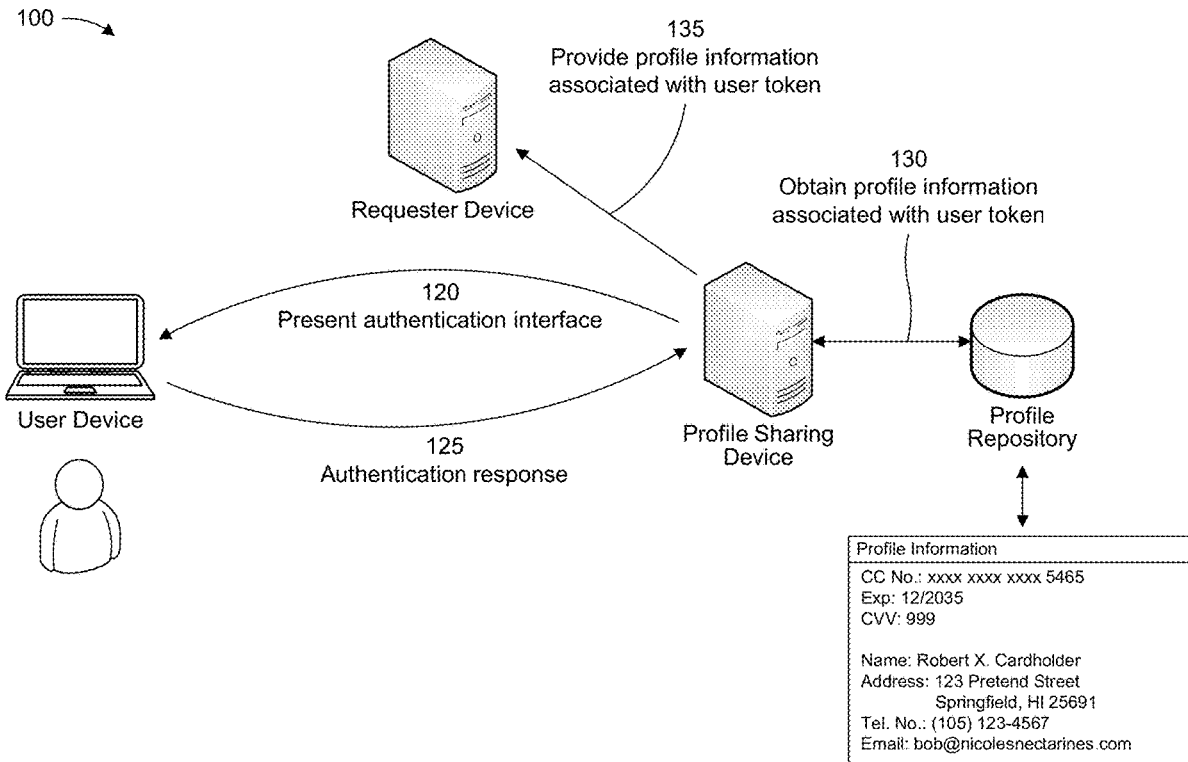 100
135
Provide profile information
associated with user token
130
Obtain profile information
associated with user token
Requester Device
120
Present authentication interface
User Device
125
Authentication response
Profile Sharing
Device
Profile
Repository
Profile Information
CC No.: xxxx xxxx xxxx 5465
Exp: 12/2035
CVV: 999
Name: Robert X. Cardholder
Address: 123 Pretend Street
Springfield, HI 25691
Tel. No.: (105) 123-4567
Email: bob@nicolesnectarines.com